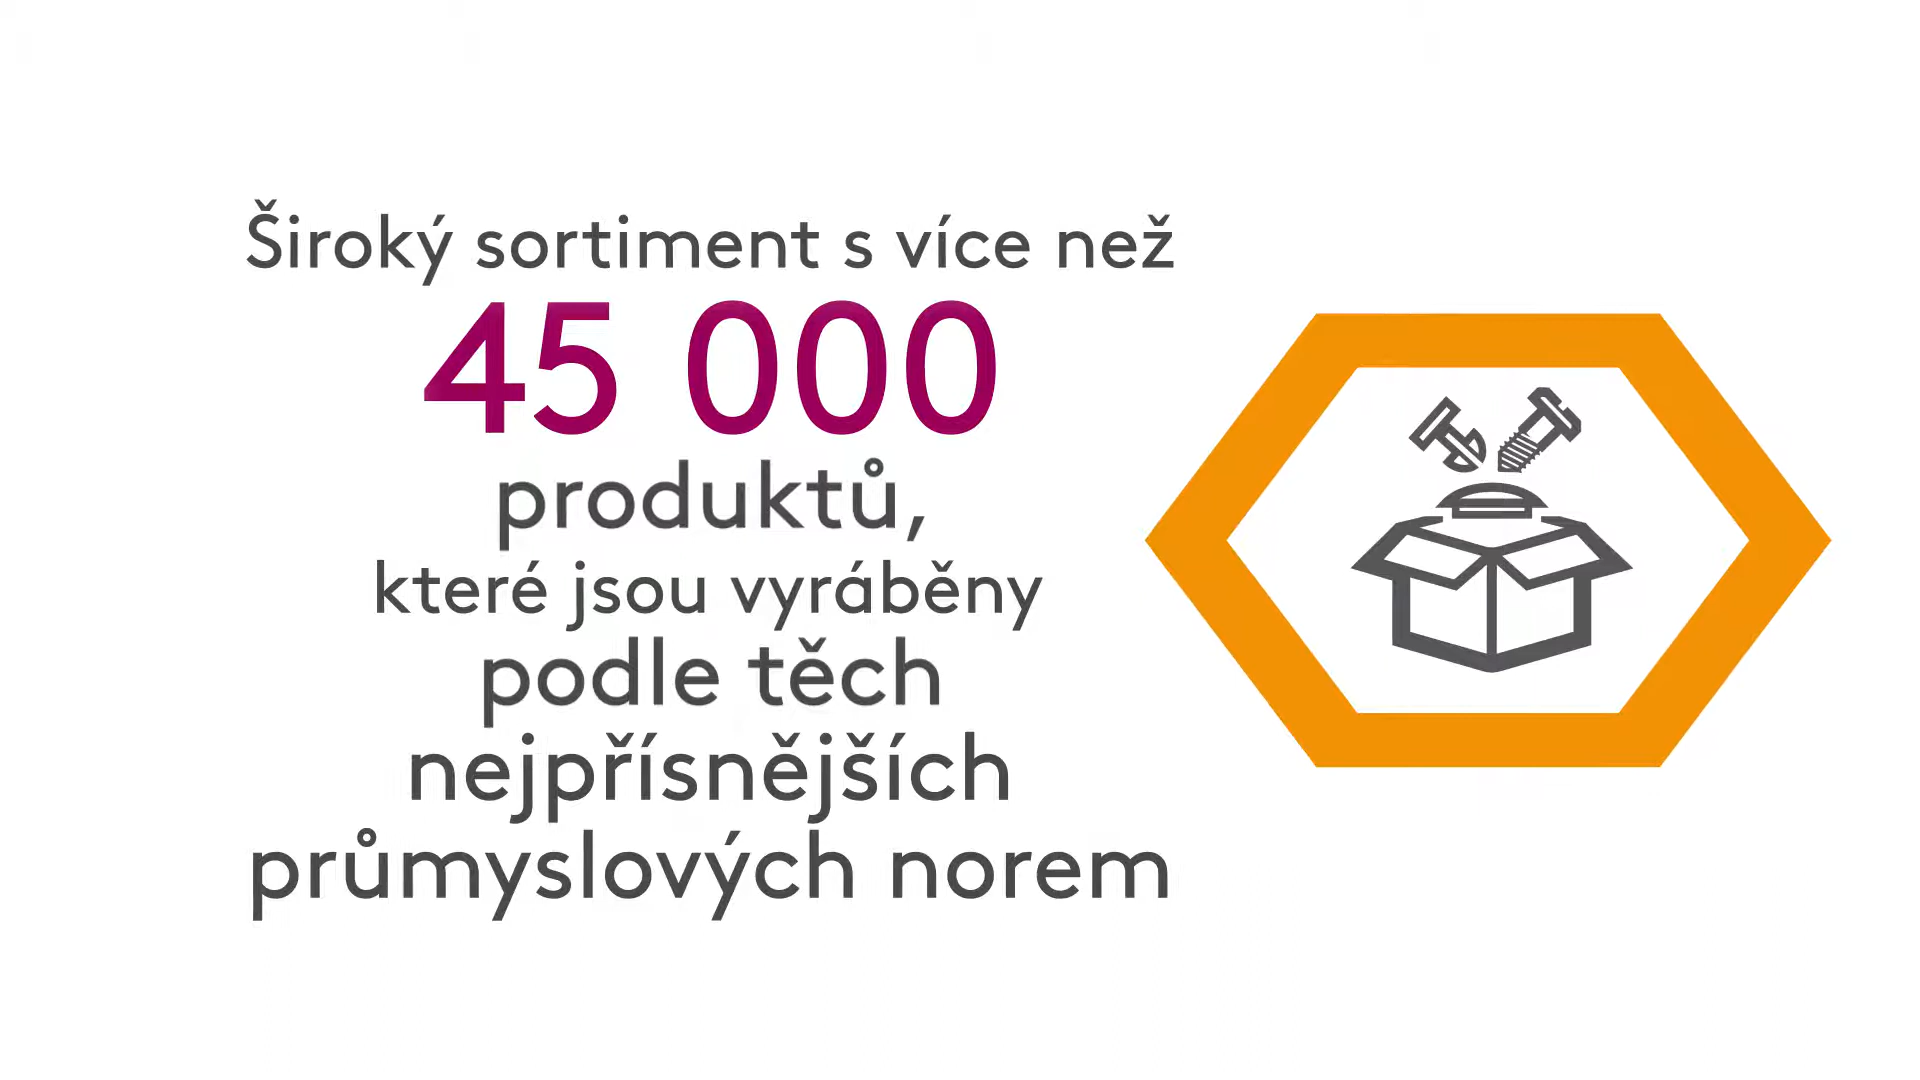 Široký sortiment s více než
45 000
produktů,
které jsou vyráběny
podle těch
nejpřísnějších
průmyslových norem